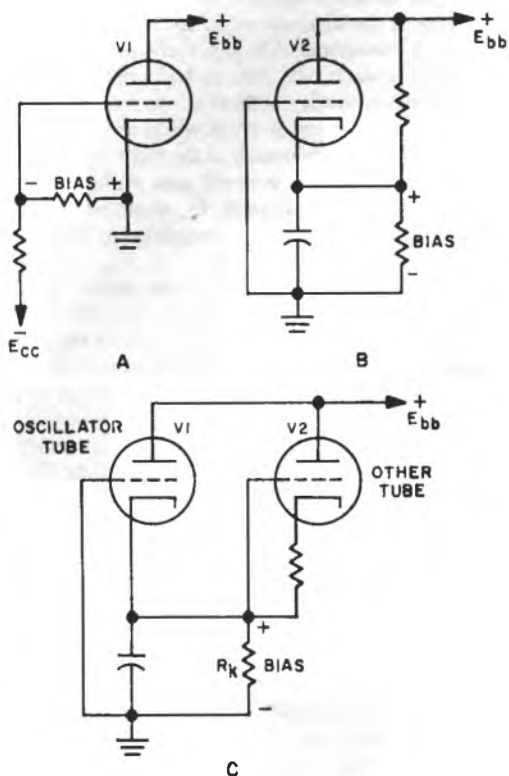 V1
+
Ebb
- BIAS +
-
Ecc
A
V2
+
Ebb
+
BIAS
-
B
OSCILLATOR
TUBE
V1
V2
+
Ebb
OTHER
TUBE
+
Rk BIAS
-
C